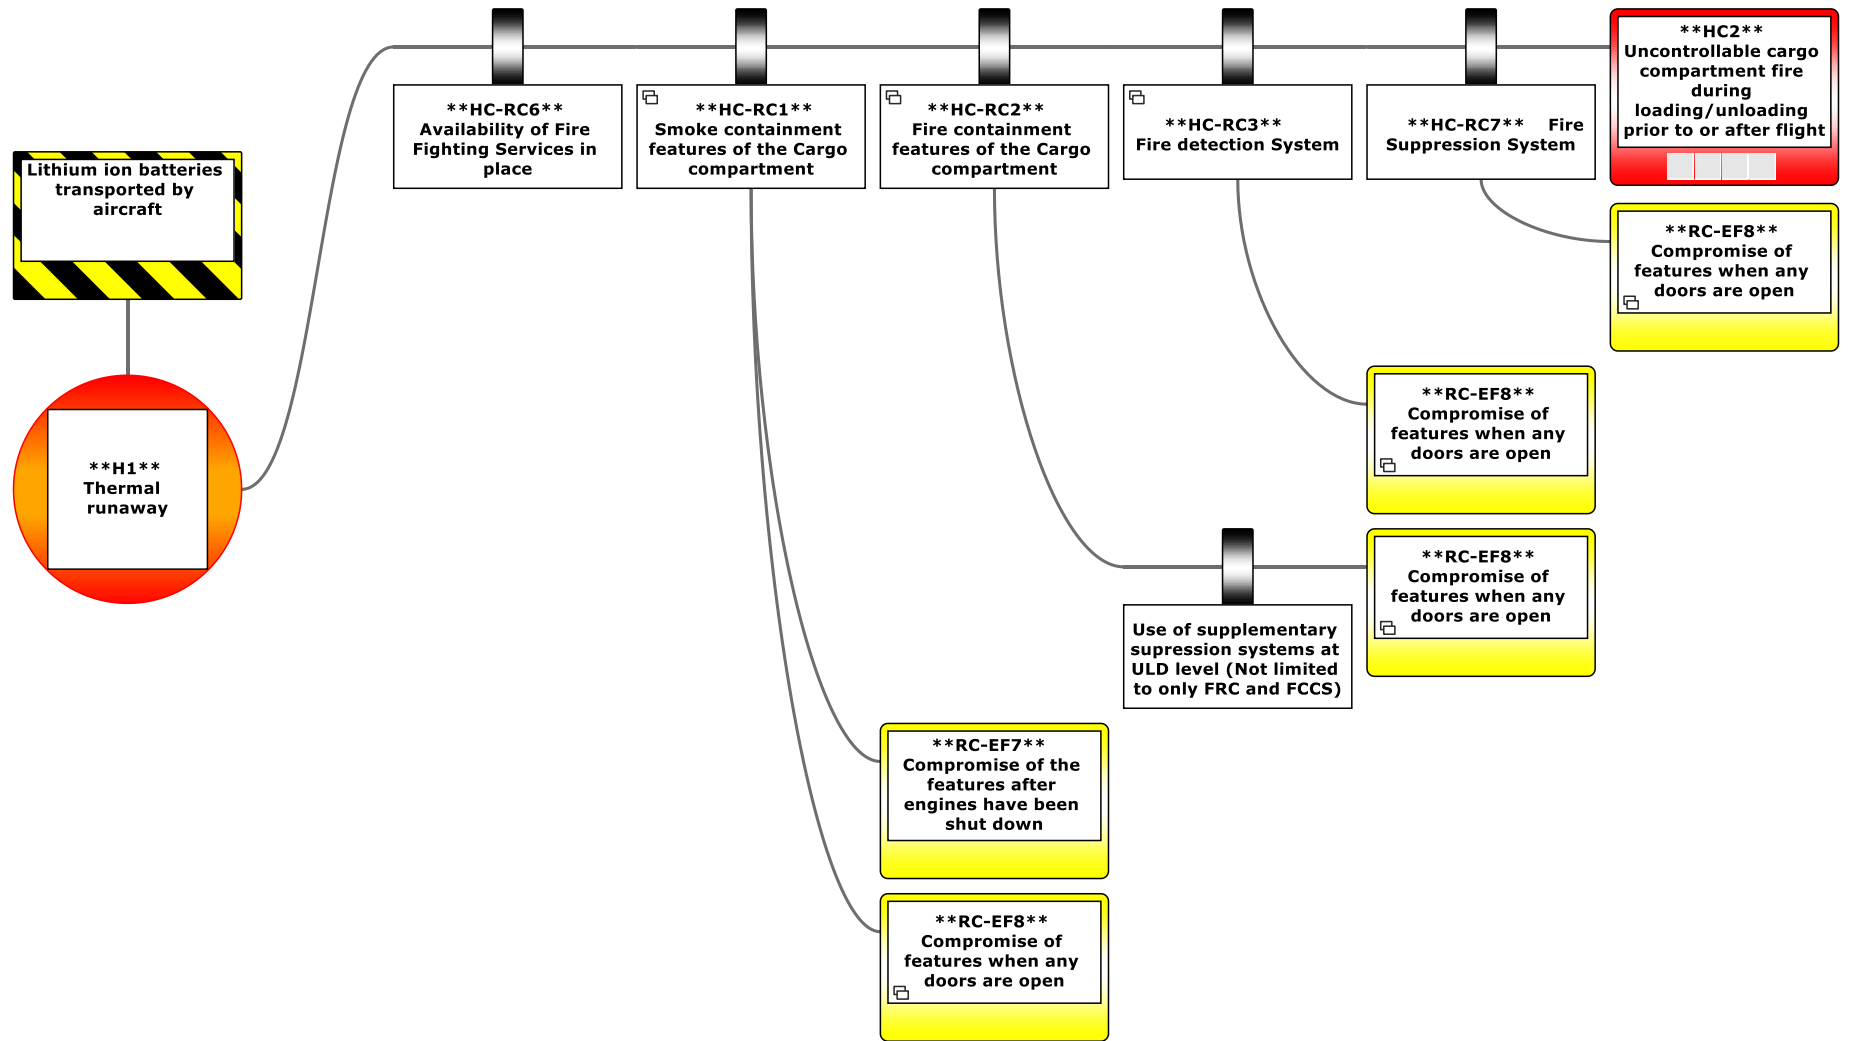 Lithium ion batteries
transported by
aircraft
**H1**
Thermal
runaway
**HC-RC6**
Availability of Fire
Fighting Services in
place
**HC-RC1**
Smoke containment
features of the Cargo
compartment
**HC-RC2**
Fire containment
features of the Cargo
compartment
**HC-RC3**
Fire detection System
**HC-RC7** Fire
Suppression System
**HC2**
Uncontrollable cargo
compartment fire
during
loading/unloading
prior to or after flight
**RC-EF8**
Compromise of
features when any
doors are open
**RC-EF8**
Compromise of
features when any
doors are open
**RC-EF8**
Compromise of
features when any
doors are open
Use of supplementary
supression systems at
ULD level (Not limited
to only FRC and FCCS)
**RC-EF7**
Compromise of the
features after
engines have been
shut down
**RC-EF8**
Compromise of
features when any
doors are open